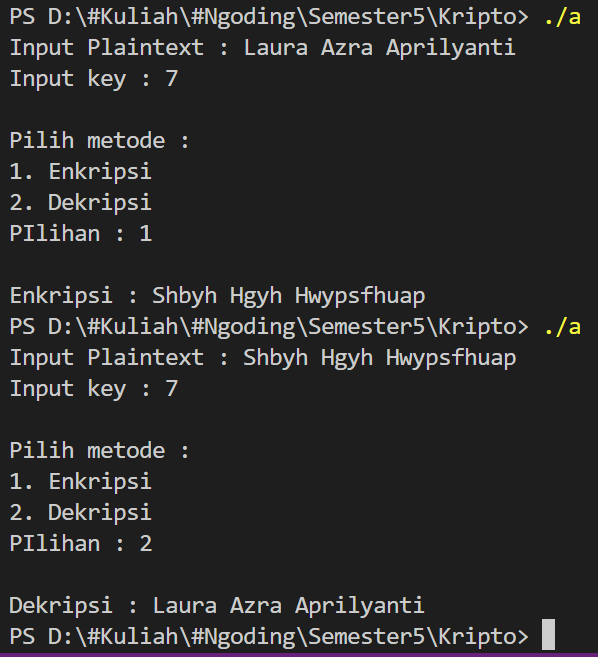 PS D:\#Kuliah\#Ngoding\Semester5\Kripto> ./a
Input Plaintext : Laura Azra Aprilyanti
Input key : 7
Pilih metode :
1. Enkripsi
2. Dekripsi
PIlihan : 1
Enkripsi : Shbyh Hgyh Hwypsfhuap
PS D:\#Kuliah\#Ngoding\Semester5\Kripto> ./a
Input Plaintext : Shbyh Hgyh Hwypsfhuap
Input key : 7
Pilih metode :
1. Enkripsi
2. Dekripsi
PIlihan : 2
Dekripsi : Laura Azra Aprilyanti
PS D:\#Kuliah\#Ngoding\Semester5\Kripto>